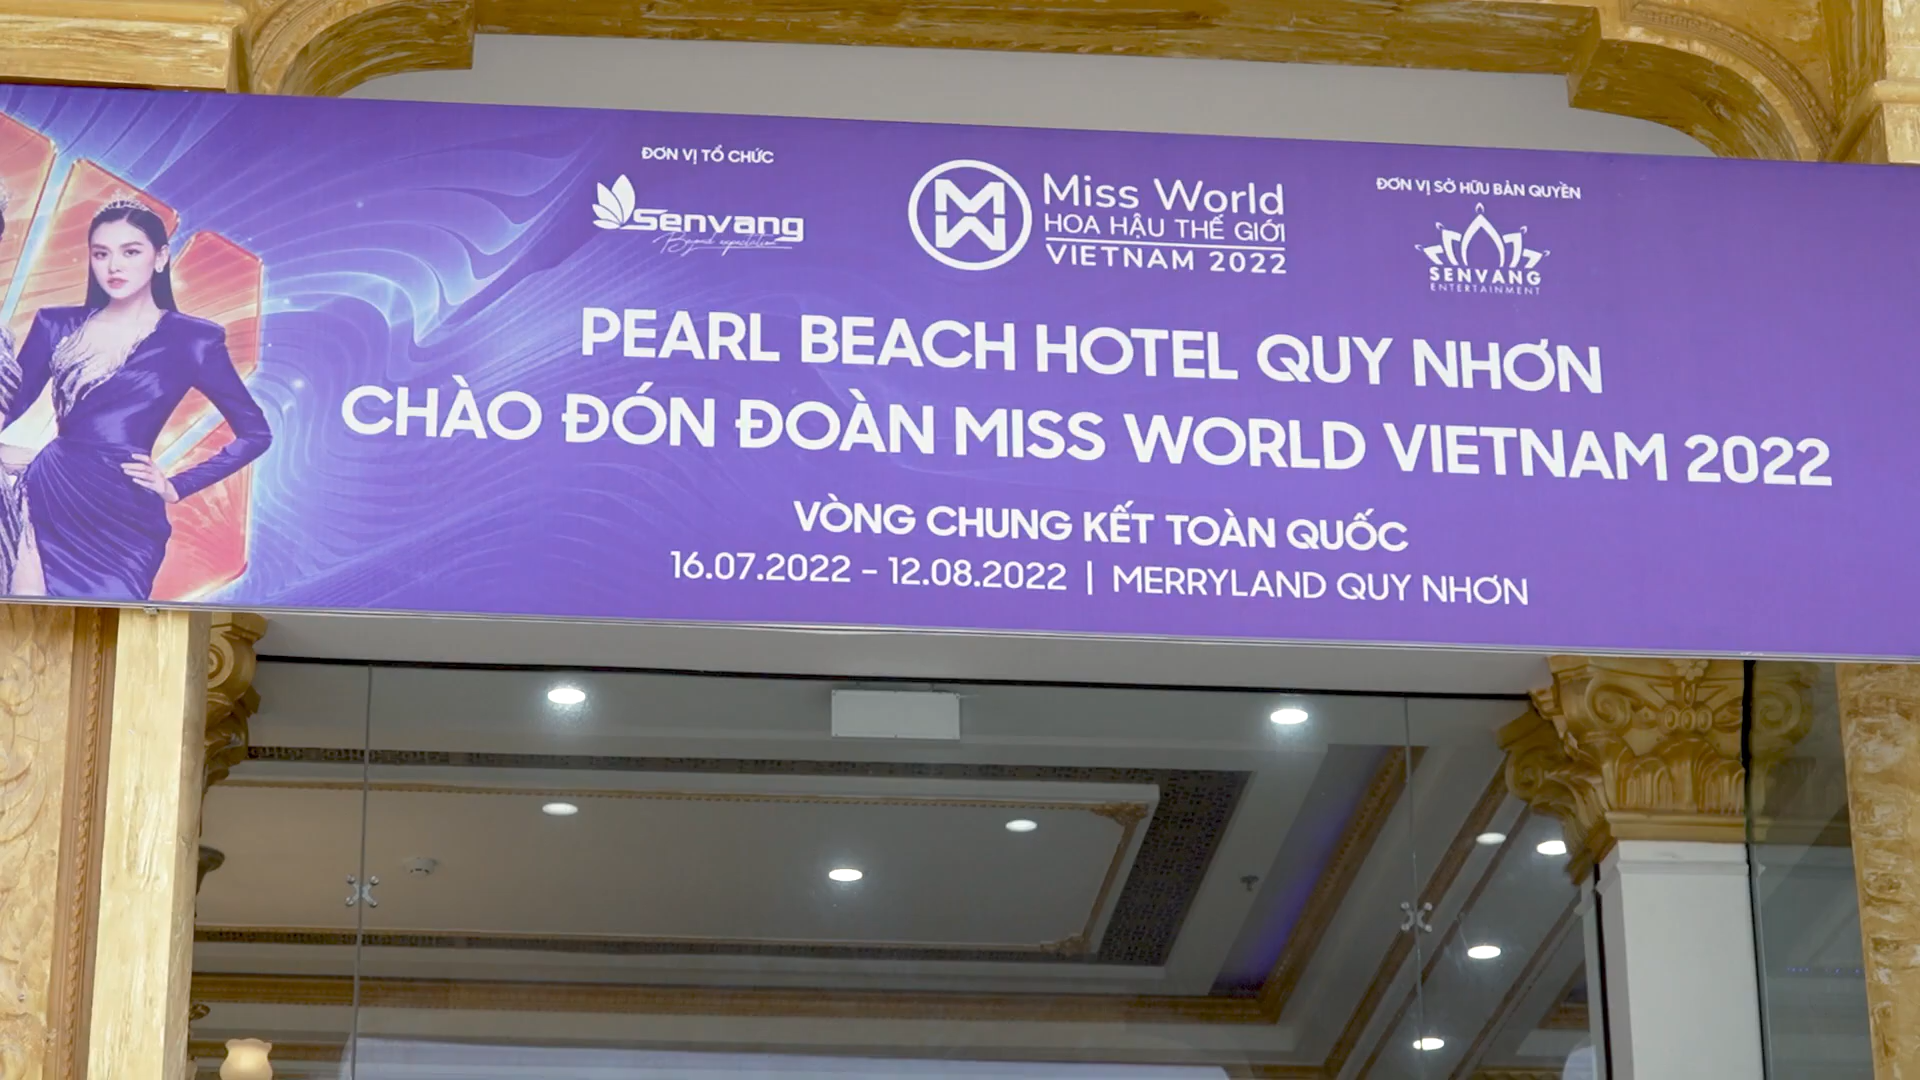 ĐƠN VỊ TỔ CHỨC
Senvang
Beyond expectation
Miss World
HOA HẬU THẾ GIỚI
VIETNAM 2022
ĐƠN VỊ SỞ HỮU BẢN QUYỀN
SENVANG
ENTERTAINMENT
PEARL BEACH HOTEL QUY NHƠN
CHÀO ĐÓN ĐOÀN MISS WORLD VIETNAM 2022
VÒNG CHUNG KẾT TOÀN QUỐC
16.07.2022 - 12.08.2022 | MERRYLAND QUY NHƠN